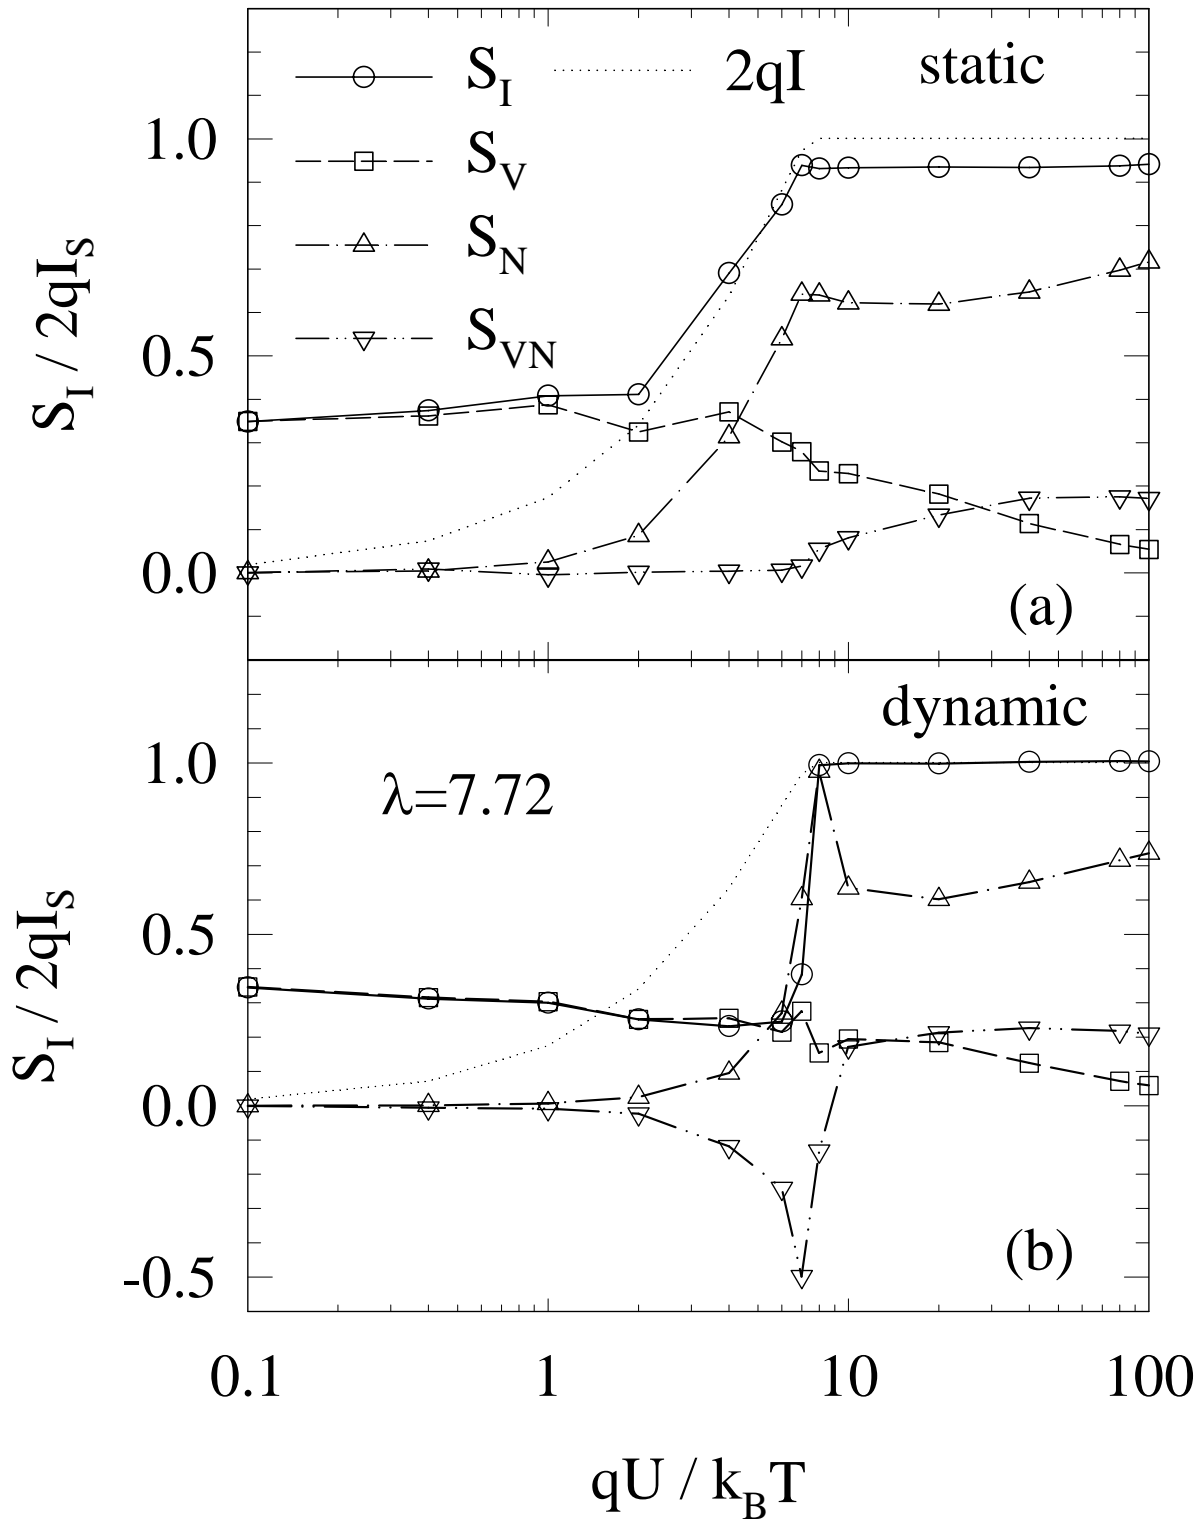 S_I 2qI static
S_V
S_N
S_VN
1.0
0.5
0.0
S_I / 2qI_S
(a)
dynamic
λ=7.72
1.0
0.5
0.0
-0.5
S_I / 2qI_S
(b)
0.1 1 10 100
qU / k_BT